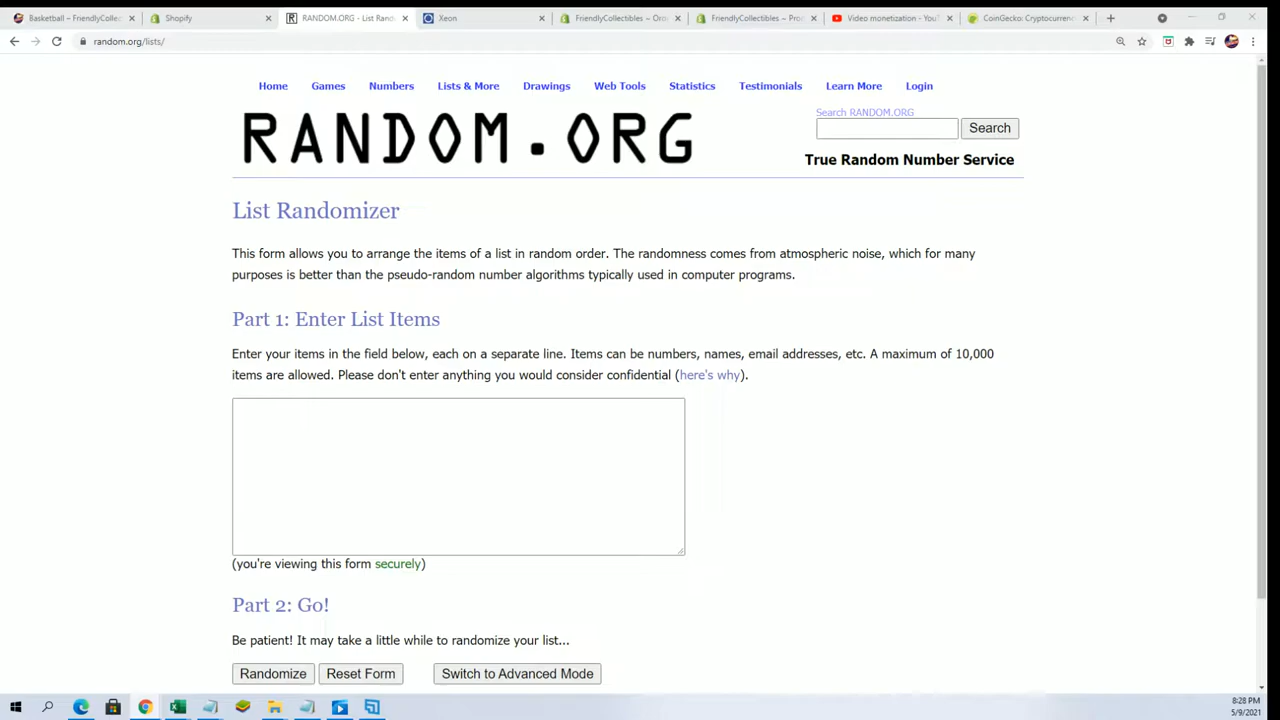 Basketball – FriendlyCollec
Shopify
RANDOM.ORG - List Rando
Xeon
FriendlyCollectibles ~ Ord
FriendlyCollectibles ~ Pro
Video monetization - YouT
CoinGecko: Cryptocurrenc
random.org/lists/
Home Games Numbers Lists & More Drawings Web Tools Statistics Testimonials Learn More Login
RANDOM.ORG
Search RANDOM.ORG
Search
True Random Number Service
List Randomizer
This form allows you to arrange the items of a list in random order. The randomness comes from atmospheric noise, which for many
purposes is better than the pseudo-random number algorithms typically used in computer programs.
Part 1: Enter List Items
Enter your items in the field below, each on a separate line. Items can be numbers, names, email addresses, etc. A maximum of 10,000
items are allowed. Please don't enter anything you would consider confidential (here's why).
(you're viewing this form securely)
Part 2: Go!
Be patient! It may take a little while to randomize your list...
Randomize Reset Form Switch to Advanced Mode
8:28 PM
5/9/2021